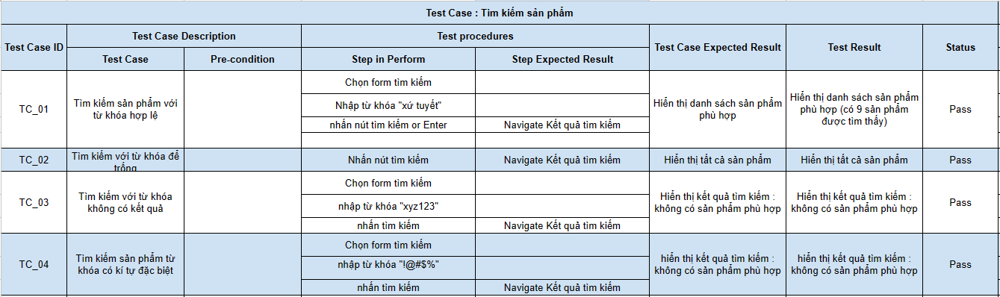 Test Case : Tìm kiếm sản phẩm
Test Case ID
Test Case Description
Test procedures
Test Case Expected Result
Test Result
Status
Test Case
Pre-condition
Step in Perform
Step Expected Result
TC_01
Tìm kiếm sản phẩm với
từ khóa hợp lệ
Chọn form tìm kiếm
Nhập từ khóa "xứ tuyết"
nhấn nút tìm kiếm or Enter
Navigate Kết quả tìm kiếm
Hiển thị danh sách sản phẩm
phù hợp
Hiển thị danh sách sản phẩm
phù hợp (có 9 sản phẩm
được tìm thấy)
Pass
TC_02
Tìm kiếm với từ khóa để
trống
Nhấn nút tìm kiếm
Navigate Kết quả tìm kiếm
Hiển thị tất cả sản phẩm
Hiển thị tất cả sản phẩm
Pass
TC_03
Tìm kiếm với từ khóa
không có kết quả
Chọn form tìm kiếm
nhập từ khóa "xyz123"
nhấn tìm kiếm
Navigate Kết quả tìm kiếm
Hiển thị kết quả tìm kiếm :
không có sản phẩm phù hợp
Hiển thị kết quả tìm kiếm :
không có sản phẩm phù hợp
Pass
TC_04
Tìm kiếm sản phẩm từ
khóa có kí tự đặc biệt
Chọn form tìm kiếm
nhập từ khóa "!@#$%"
nhấn tìm kiếm
Navigate Kết quả tìm kiếm
hiển thị kết quả tìm kiếm :
không có sản phẩm phù hợp
hiển thị kết quả tìm kiếm :
không có sản phẩm phù hợp
Pass